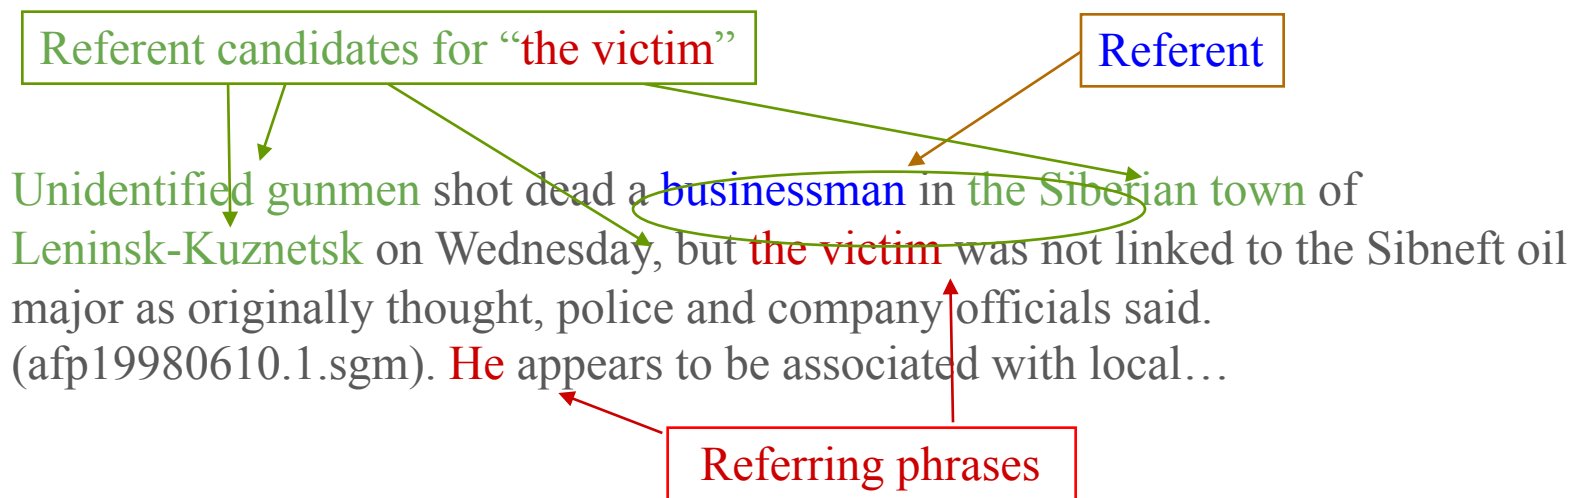 Referent candidates for “the victim”
Referent
Unidentified gunmen shot dead a businessman in the Siberian town of
Leninsk-Kuznetsk on Wednesday, but the victim was not linked to the Sibneft oil
major as originally thought, police and company officials said.
(afp19980610.1.sgm). He appears to be associated with local…
Referring phrases